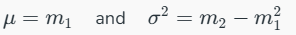 μ = m₁ and σ² = m₂ − m₁²